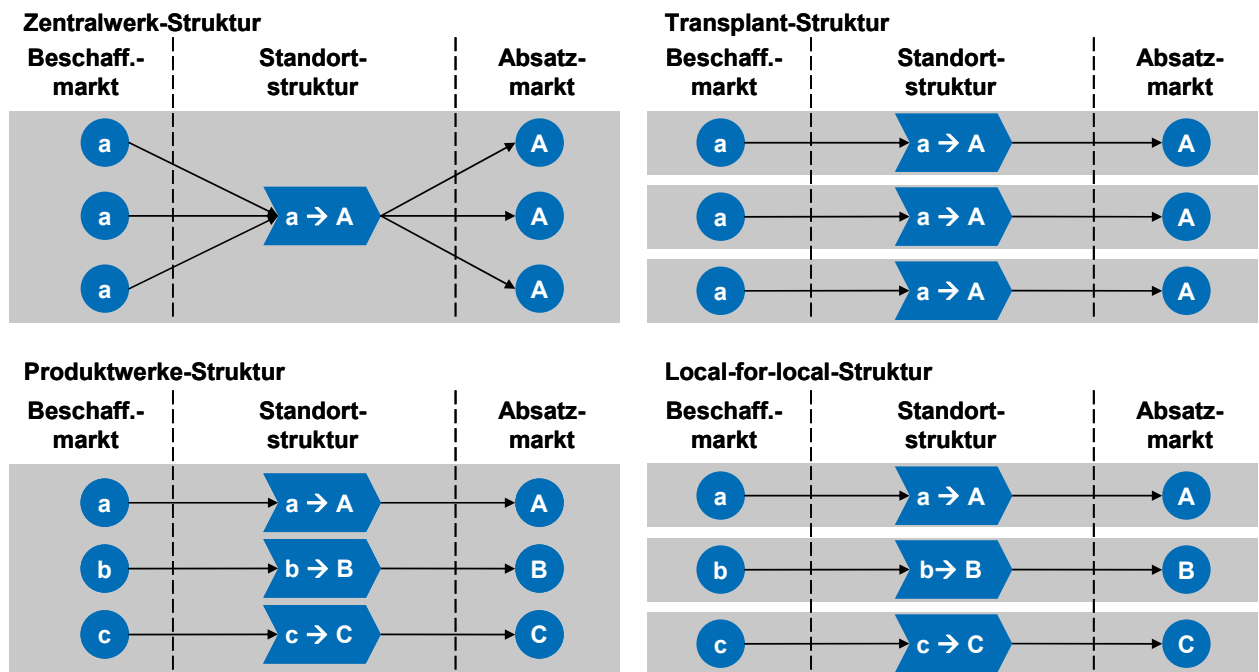 Zentralwerk-Struktur
Beschaff.-
markt
Standort-
struktur
Absatz-
markt
a
a
a
a → A
A
A
A
Transplant-Struktur
Beschaff.-
markt
Standort-
struktur
Absatz-
markt
a
a → A
A
a
a → A
A
a
a → A
A
Produktwerke-Struktur
Beschaff.-
markt
Standort-
struktur
Absatz-
markt
a
a → A
A
b
b → B
B
c
c → C
C
Local-for-local-Struktur
Beschaff.-
markt
Standort-
struktur
Absatz-
markt
a
a → A
A
b
b→ B
B
c
c → C
C